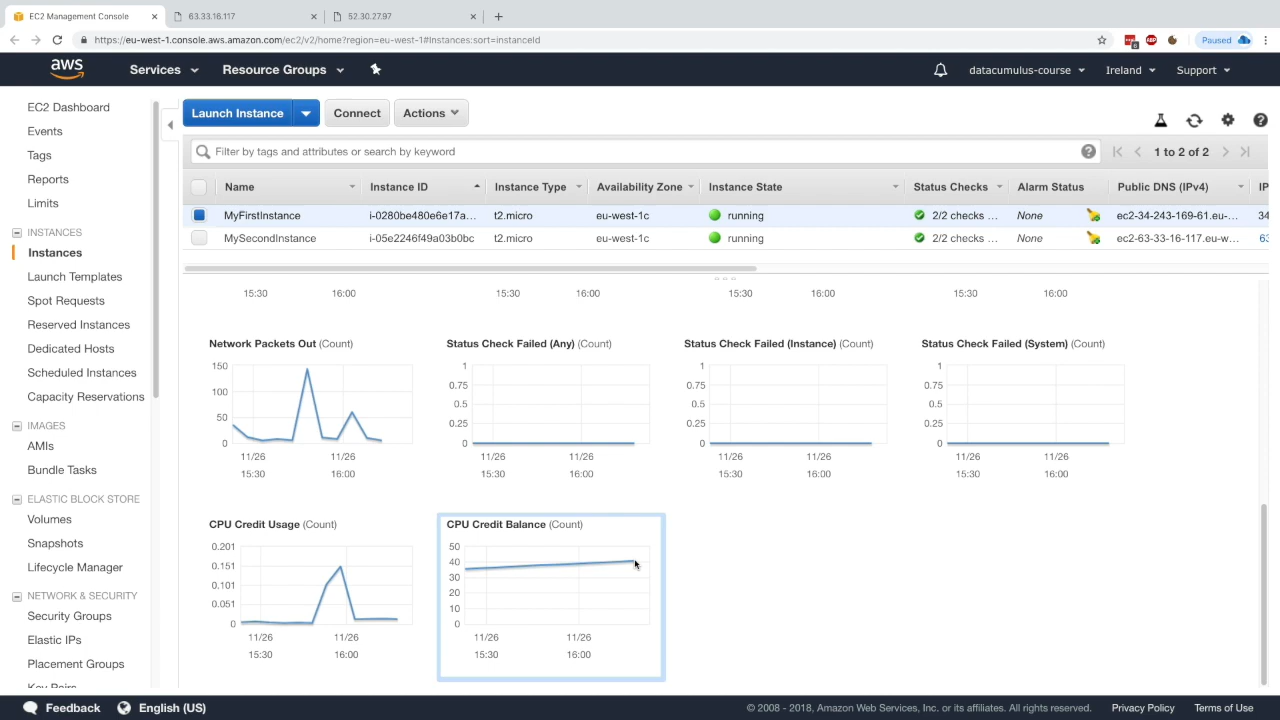 EC2 Management Console
63.33.16.117
52.30.27.97
https://eu-west-1.console.aws.amazon.com/ec2/v2/home?region=eu-west-1#Instances:sort=instanceId
Paused
aws
Services
Resource Groups
datacumulus-course
Ireland
Support
EC2 Dashboard
Events
Tags
Reports
Limits
INSTANCES
Instances
Launch Templates
Spot Requests
Reserved Instances
Dedicated Hosts
Scheduled Instances
Capacity Reservations
IMAGES
AMIs
Bundle Tasks
ELASTIC BLOCK STORE
Volumes
Snapshots
Lifecycle Manager
NETWORK & SECURITY
Security Groups
Elastic IPs
Placement Groups
Key Pairs
Launch Instance
Connect
Actions
Filter by tags and attributes or search by keyword
1 to 2 of 2
Name Instance ID Instance Type Availability Zone Instance State Status Checks Alarm Status Public DNS (IPv4) IP
MyFirstInstance i-0280be480e6e17a... t2.micro eu-west-1c running 2/2 checks ... None ec2-34-243-169-61.eu-... 34
MySecondInstance i-05e2246f49a03b0bc t2.micro eu-west-1c running 2/2 checks ... None ec2-63-33-16-117.eu-w... 63
15:30 16:00 15:30 16:00 15:30 16:00 15:30 16:00
Network Packets Out (Count)
150
100
50
0
11/26 11/26
15:30 16:00
Status Check Failed (Any) (Count)
1
0.75
0.5
0.25
0
11/26 11/26
15:30 16:00
Status Check Failed (Instance) (Count)
1
0.75
0.5
0.25
0
11/26 11/26
15:30 16:00
Status Check Failed (System) (Count)
1
0.75
0.5
0.25
0
11/26 11/26
15:30 16:00
CPU Credit Usage (Count)
0.201
0.151
0.101
0.051
0
11/26 11/26
15:30 16:00
CPU Credit Balance (Count)
50
40
30
20
10
0
11/26 11/26
15:30 16:00
Feedback
English (US)
© 2008 - 2018, Amazon Web Services, Inc. or its affiliates. All rights reserved.
Privacy Policy
Terms of Use